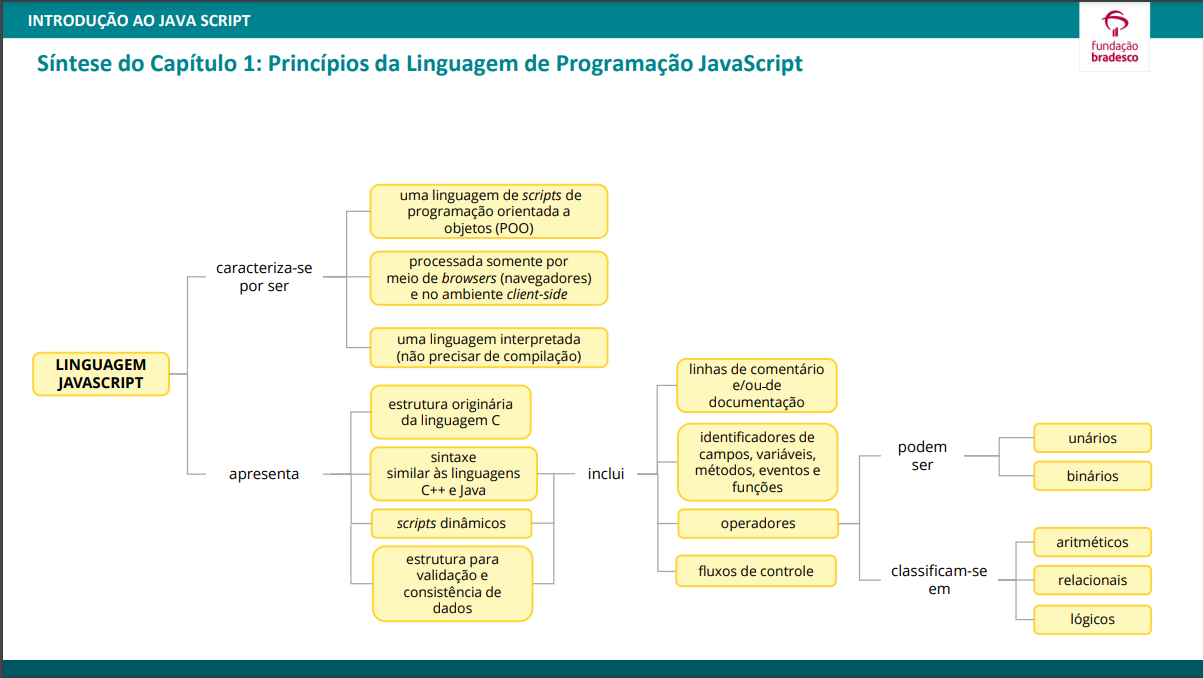 INTRODUÇÃO AO JAVA SCRIPT
fundação
bradesco
Síntese do Capítulo 1: Princípios da Linguagem de Programação JavaScript
LINGUAGEM
JAVASCRIPT
caracteriza-se
por ser
uma linguagem de scripts de
programação orientada a
objetos (POO)
processada somente por
meio de browsers (navegadores)
e no ambiente client-side
uma linguagem interpretada
(não precisar de compilação)
apresenta
estrutura originária
da linguagem C
sintaxe
similar às linguagens
C++ e Java
scripts dinâmicos
estrutura para
validação e
consistência de
dados
inclui
linhas de comentário
e/ou-de
documentação
identificadores de
campos, variáveis,
métodos, eventos e
funções
operadores
fluxos de controle
podem
ser
unários
binários
classificam-se
em
aritméticos
relacionais
lógicos